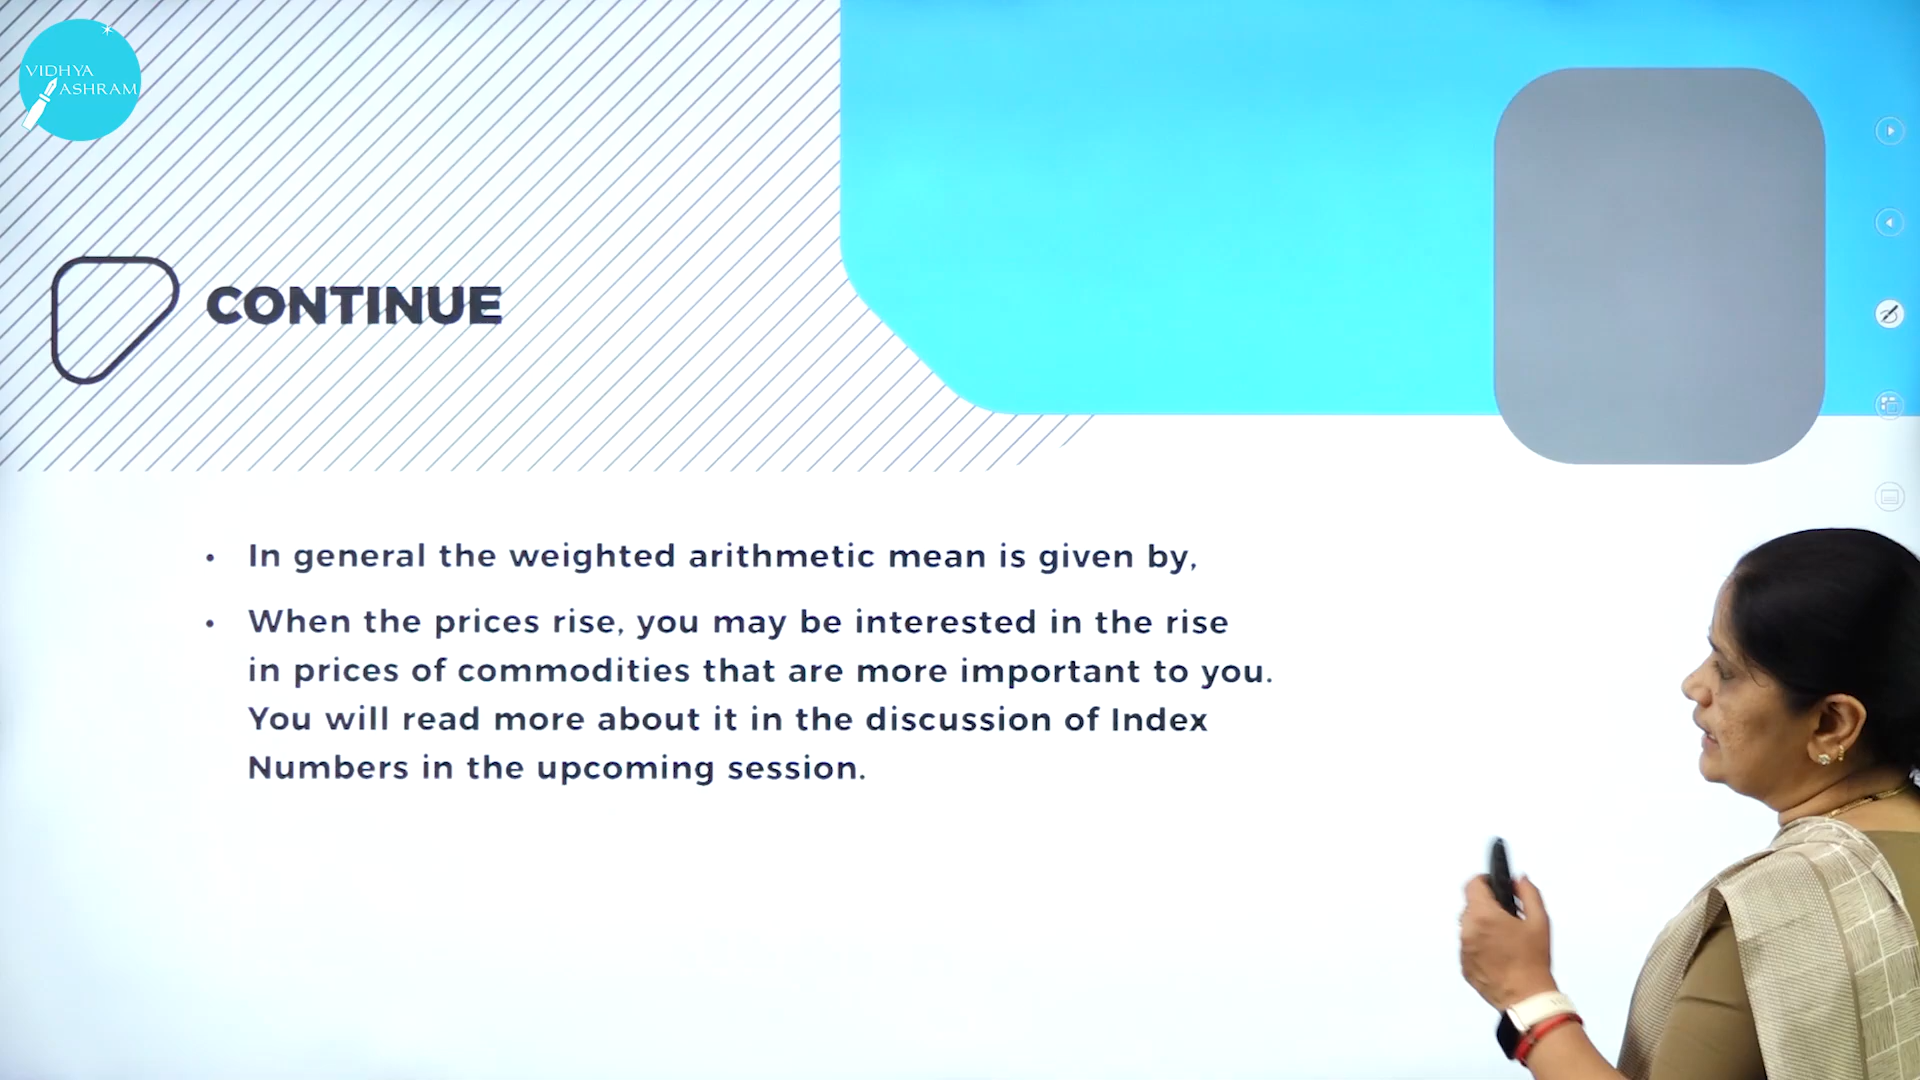 VIDHYA
ASHRAM
CONTINUE
• In general the weighted arithmetic mean is given by,
• When the prices rise, you may be interested in the rise
in prices of commodities that are more important to you.
You will read more about it in the discussion of Index
Numbers in the upcoming session.